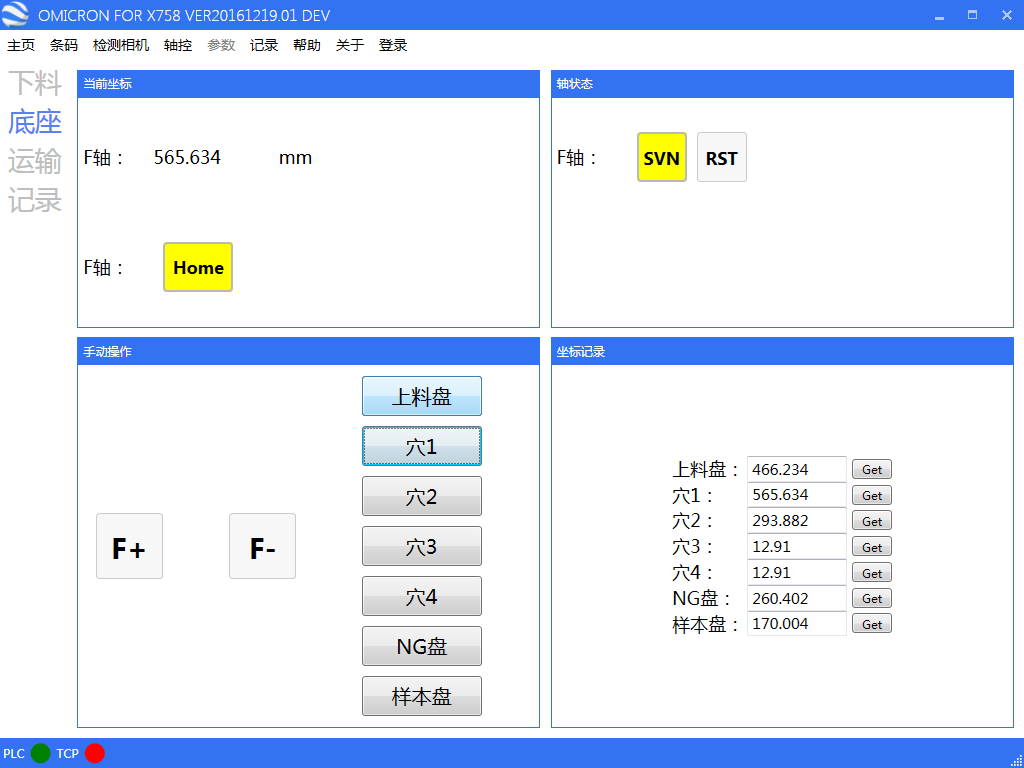 OMICRON FOR X758 VER20161219.01 DEV
主页 条码 检测相机 轴控 参数 记录 帮助 关于 登录
下料
底座
运输
记录
当前坐标
F轴： 565.634 mm
F轴： Home
轴状态
F轴： SVN RST
手动操作
F+ F-
上料盘
穴1
穴2
穴3
穴4
NG盘
样本盘
坐标记录
上料盘： 466.234 Get
穴1： 565.634 Get
穴2： 293.882 Get
穴3： 12.91 Get
穴4： 12.91 Get
NG盘： 260.402 Get
样本盘： 170.004 Get
PLC TCP